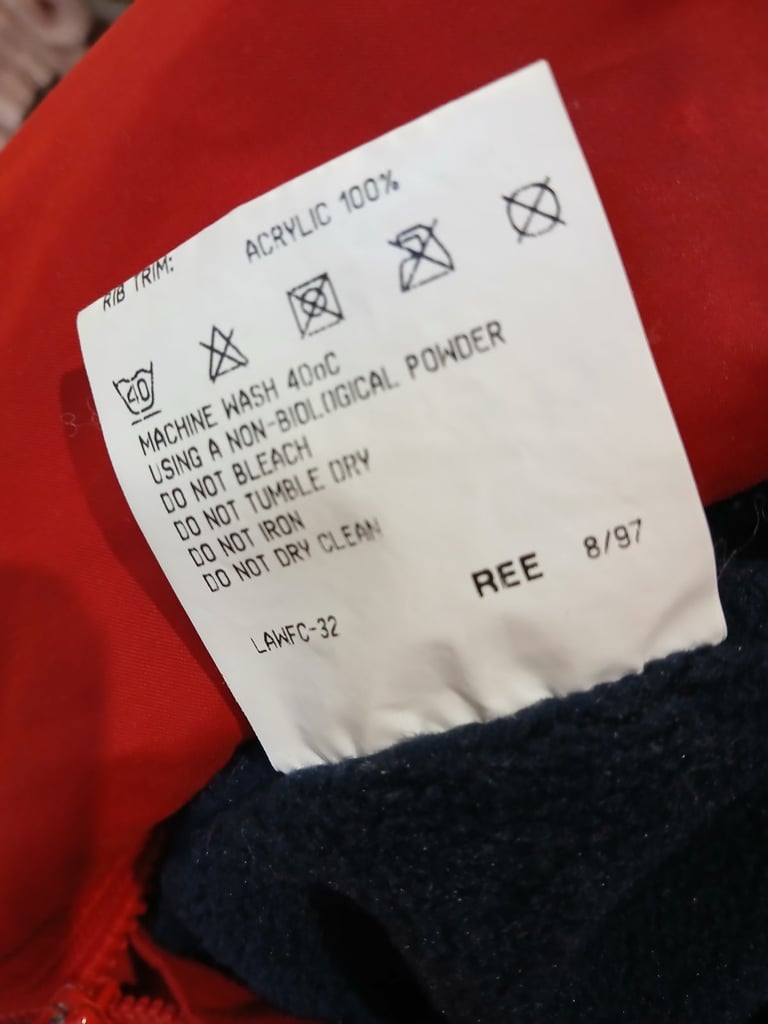 RIB TRIM: ACRYLIC 100%
40
MACHINE WASH 40oC
USING A NON-BIOLOGICAL POWDER
DO NOT BLEACH
DO NOT TUMBLE DRY
DO NOT IRON
DO NOT DRY CLEAN
REE 8/97
LAWFC-32